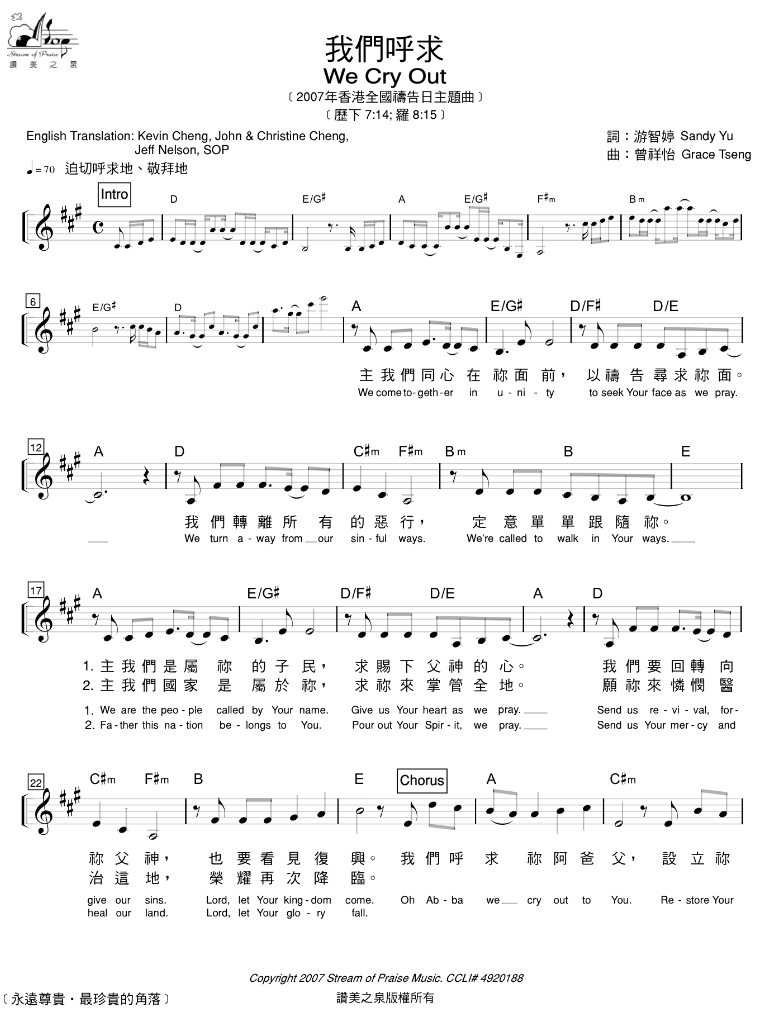 Stream of Praise
讚美之泉
我們呼求
We Cry Out
﹝2007年香港全國禱告日主題曲﹞
﹝歷下 7:14; 羅 8:15﹞
English Translation: Kevin Cheng, John & Christine Cheng,
Jeff Nelson, SOP
詞：游智婷 Sandy Yu
曲：曾祥怡 Grace Tseng
♩= 70 迫切呼求地、敬拜地
Intro
D E/G♯ A F♯m Bm
6
E/G♯ D A E/G♯ D/F♯ D/E
主我們同心在祢面前，以禱告尋求祢面。
We come to-geth-er in u-ni-ty to seek Your face as we pray.
12
A D C♯m F♯m Bm B E
我們轉離所有的惡行，定意單單跟隨祢。
We turn a-way from our sin-ful ways. We're called to walk in Your ways.
17
A E/G♯ D/F♯ D/E A D
1. 主我們是屬祢的子民，求賜下父神的心。我們要回轉向
2. 主我們國家是屬於祢，求祢來掌管全地。願祢來憐憫醫
1. We are the peo-ple called by Your name. Give us Your heart as we pray. Send us re-vi-val, for-
2. Fa-ther this na-tion be-longs to You. Pour out Your Spir-it, we pray. Send us Your mer-cy and
22
C♯m F♯m B E Chorus A C♯m
祢父神，也要看見復興。我們呼求祢阿爸父，設立祢
治這地，榮耀再次降臨。
give our sins. Lord, let Your king-dom come. Oh Ab-ba we cry out to You. Re-store Your
heal our land. Lord, let Your glo-ry fall.
Copyright 2007 Stream of Praise Music. CCLI# 4920188
﹝永遠尊貴・最珍貴的角落﹞
讚美之泉版權所有